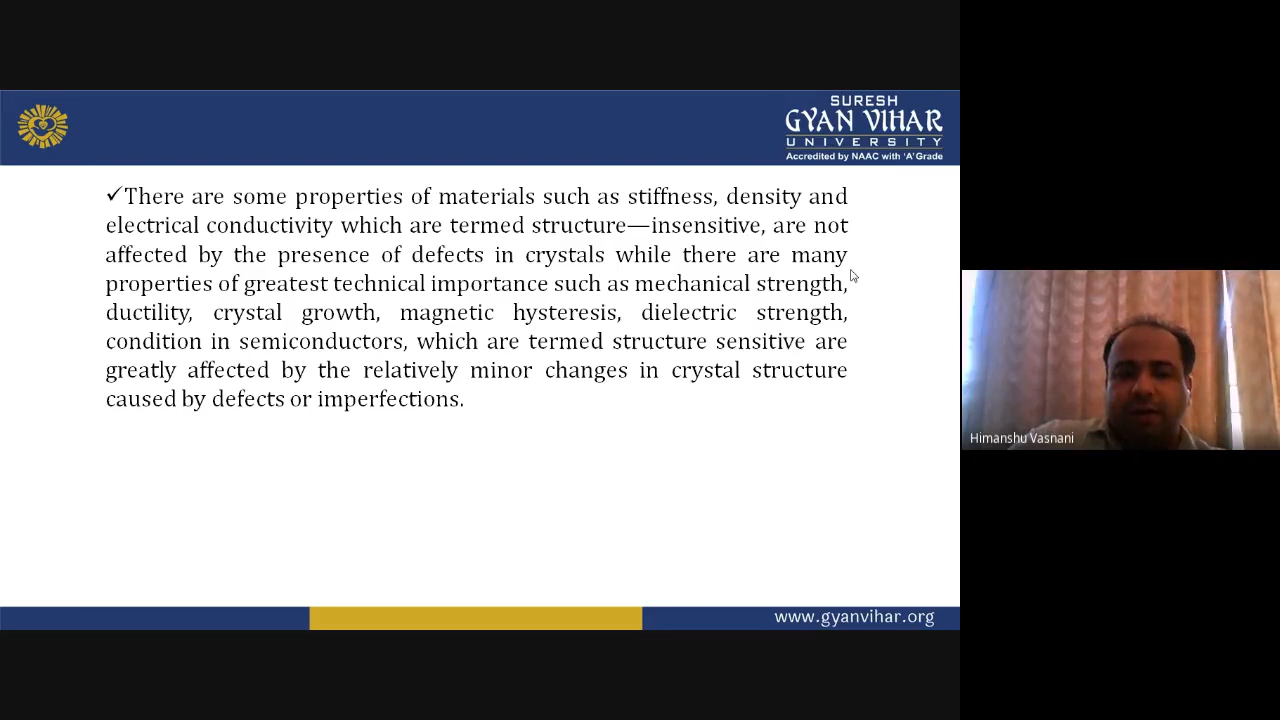 SURESH
GYAN VIHAR
UNIVERSITY
Accredited by NAAC with 'A' Grade
✓There are some properties of materials such as stiffness, density and
electrical conductivity which are termed structure—insensitive, are not
affected by the presence of defects in crystals while there are many
properties of greatest technical importance such as mechanical strength,
ductility, crystal growth, magnetic hysteresis, dielectric strength,
condition in semiconductors, which are termed structure sensitive are
greatly affected by the relatively minor changes in crystal structure
caused by defects or imperfections.
Himanshu Vasnani
www.gyanvihar.org